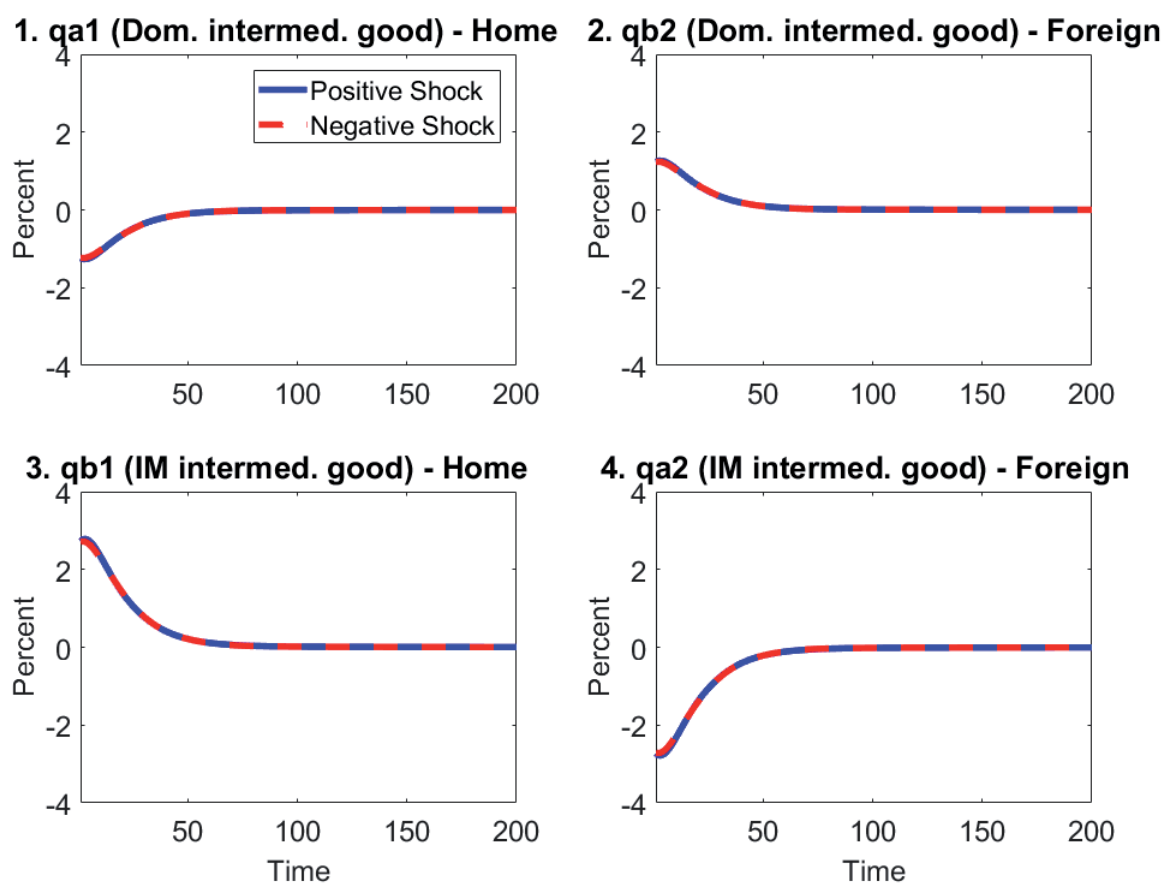 1. qa1 (Dom. intermed. good) - Home
4
2
0
-2
-4
Percent
Positive Shock
Negative Shock
50 100 150 200
2. qb2 (Dom. intermed. good) - Foreign
4
2
0
-2
-4
Percent
50 100 150 200
3. qb1 (IM intermed. good) - Home
4
2
0
-2
-4
Percent
50 100 150 200
Time
4. qa2 (IM intermed. good) - Foreign
4
2
0
-2
-4
Percent
50 100 150 200
Time